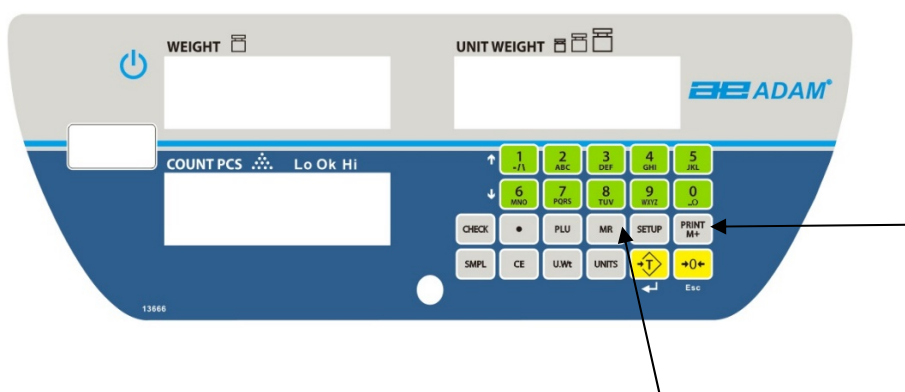 WEIGHT
UNIT WEIGHT
ADAM®
COUNT PCS Lo Ok Hi
1 2 3 4 5
-/\ ABC DEF GHI JKL
6 7 8 9 0
MNO PQRS TUV WXYZ
CHECK • PLU MR SETUP PRINT M+
SMPL CE U.Wt UNITS T 0
Esc
13666